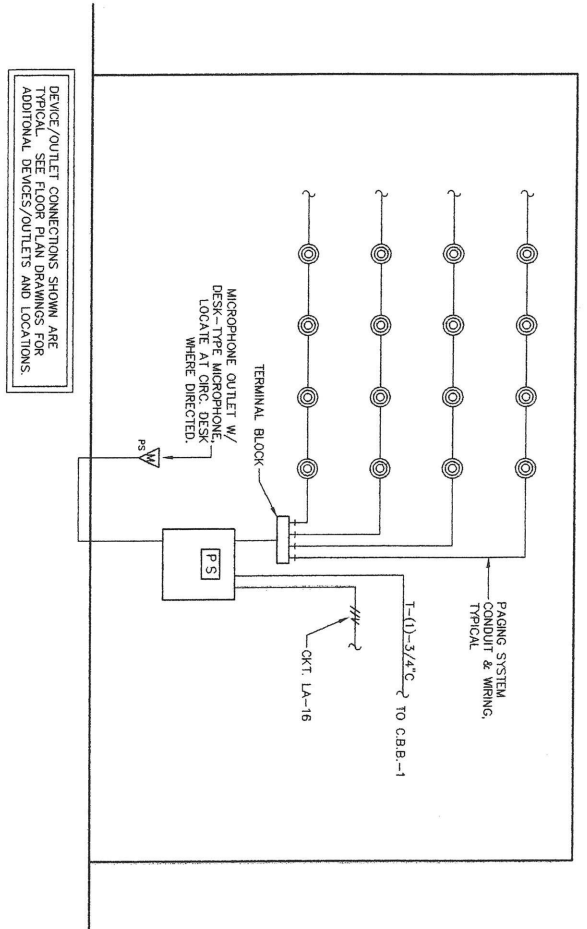 PAGING SYSTEM
CONDUIT & WIRING,
TYPICAL
T-(1)-3/4"C
TO C.B.B.-1
TERMINAL BLOCK
CKT. LA-16
PS
MICROPHONE OUTLET W/
DESK-TYPE MICROPHONE,
LOCATE AT CIRC. DESK
WHERE DIRECTED.
M
PS
DEVICE/OUTLET CONNECTIONS SHOWN ARE
TYPICAL. SEE FLOOR PLAN DRAWINGS FOR
ADDITONAL DEVICES/OUTLETS AND LOCATIONS.